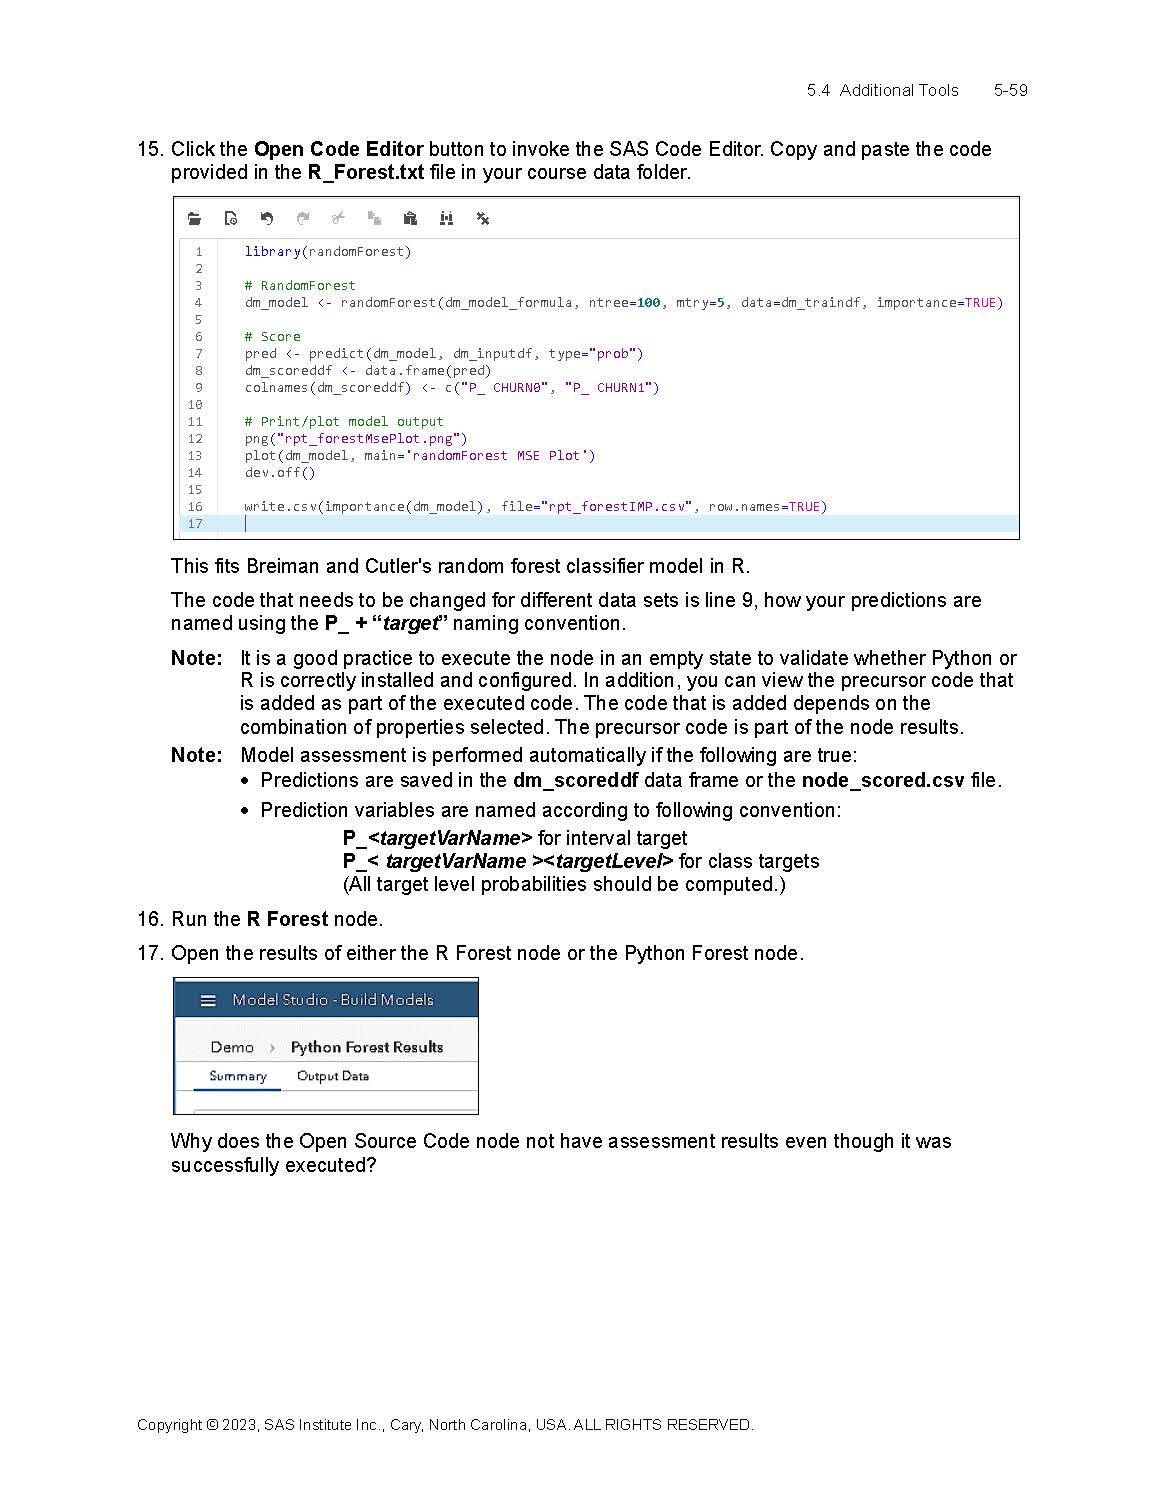 5.4 Additional Tools 5-59
15. Click the Open Code Editor button to invoke the SAS Code Editor. Copy and paste the code
provided in the R_Forest.txt file in your course data folder.
1 library(randomForest)
2
3 # RandomForest
4 dm_model <- randomForest(dm_model_formula, ntree=100, mtry=5, data=dm_traindf, importance=TRUE)
5
6 # Score
7 pred <- predict(dm_model, dm_inputdf, type="prob")
8 dm_scoreddf <- data.frame(pred)
9 colnames(dm_scoreddf) <- c("P_ CHURN0", "P_ CHURN1")
10
11 # Print/plot model output
12 png("rpt_forestMsePlot.png")
13 plot(dm_model, main='randomForest MSE Plot')
14 dev.off()
15
16 write.csv(importance(dm_model), file="rpt_forestIMP.csv", row.names=TRUE)
17
This fits Breiman and Cutler's random forest classifier model in R.
The code that needs to be changed for different data sets is line 9, how your predictions are
named using the P_ + “target” naming convention.
Note: It is a good practice to execute the node in an empty state to validate whether Python or
R is correctly installed and configured. In addition, you can view the precursor code that
is added as part of the executed code. The code that is added depends on the
combination of properties selected. The precursor code is part of the node results.
Note: Model assessment is performed automatically if the following are true:
• Predictions are saved in the dm_scoreddf data frame or the node_scored.csv file.
• Prediction variables are named according to following convention:
P_<targetVarName> for interval target
P_< targetVarName ><targetLevel> for class targets
(All target level probabilities should be computed.)
16. Run the R Forest node.
17. Open the results of either the R Forest node or the Python Forest node.
Model Studio - Build Models
Demo > Python Forest Results
Summary Output Data
Why does the Open Source Code node not have assessment results even though it was
successfully executed?
Copyright © 2023, SAS Institute Inc., Cary, North Carolina, USA. ALL RIGHTS RESERVED.